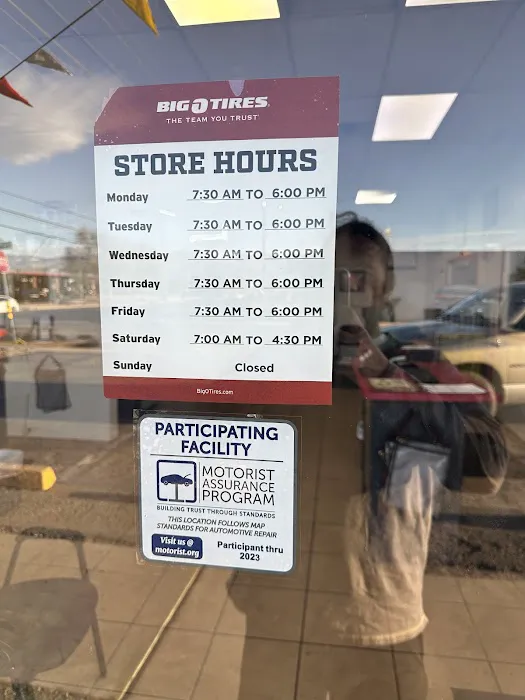 BIG O TIRES
THE TEAM YOU TRUST
STORE HOURS
Monday 7:30 AM TO 6:00 PM
Tuesday 7:30 AM TO 6:00 PM
Wednesday 7:30 AM TO 6:00 PM
Thursday 7:30 AM TO 6:00 PM
Friday 7:30 AM TO 6:00 PM
Saturday 7:00 AM TO 4:30 PM
Sunday Closed
BigOTires.com
PARTICIPATING
FACILITY
MOTORIST
ASSURANCE
PROGRAM
BUILDING TRUST THROUGH STANDARDS
THIS LOCATION FOLLOWS MAP
STANDARDS FOR AUTOMOTIVE REPAIR
Visit us @
motorist.org
Participant thru
2023